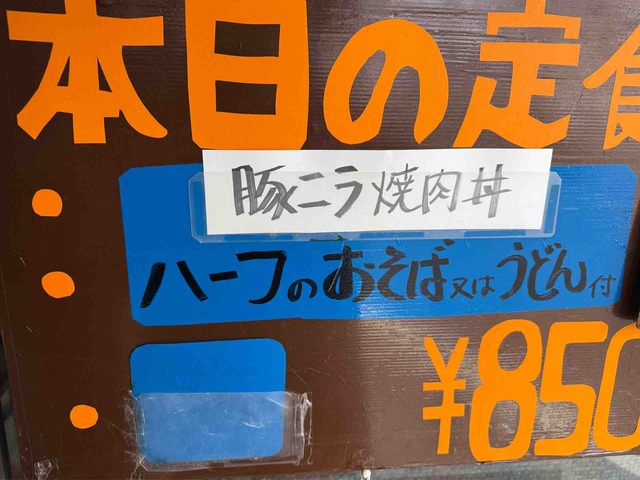 本日の定食
豚ニラ焼肉丼
ハーフのおそば又はうどん付
¥850